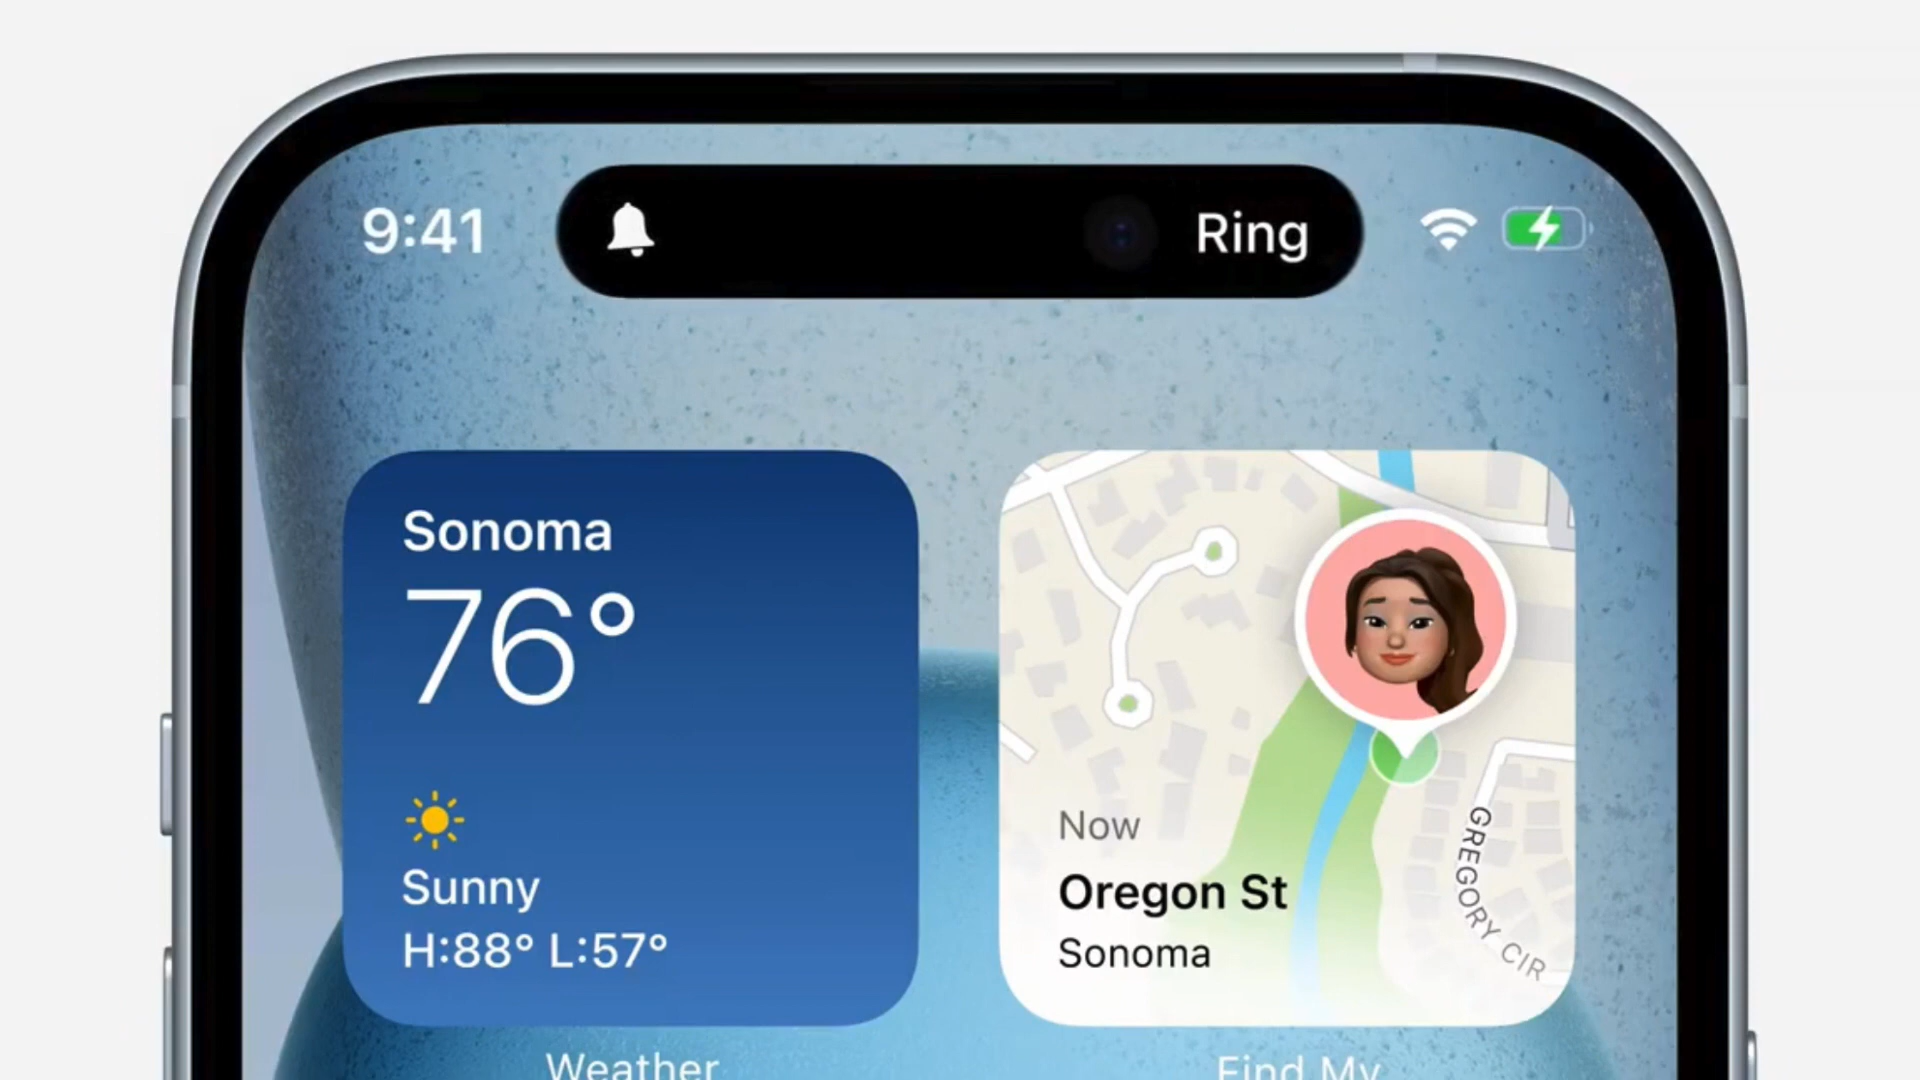 9:41
Ring
Sonoma
76°
Sunny
H:88° L:57°
Weather
Now
Oregon St
Sonoma
GREGORY CIR
Find My